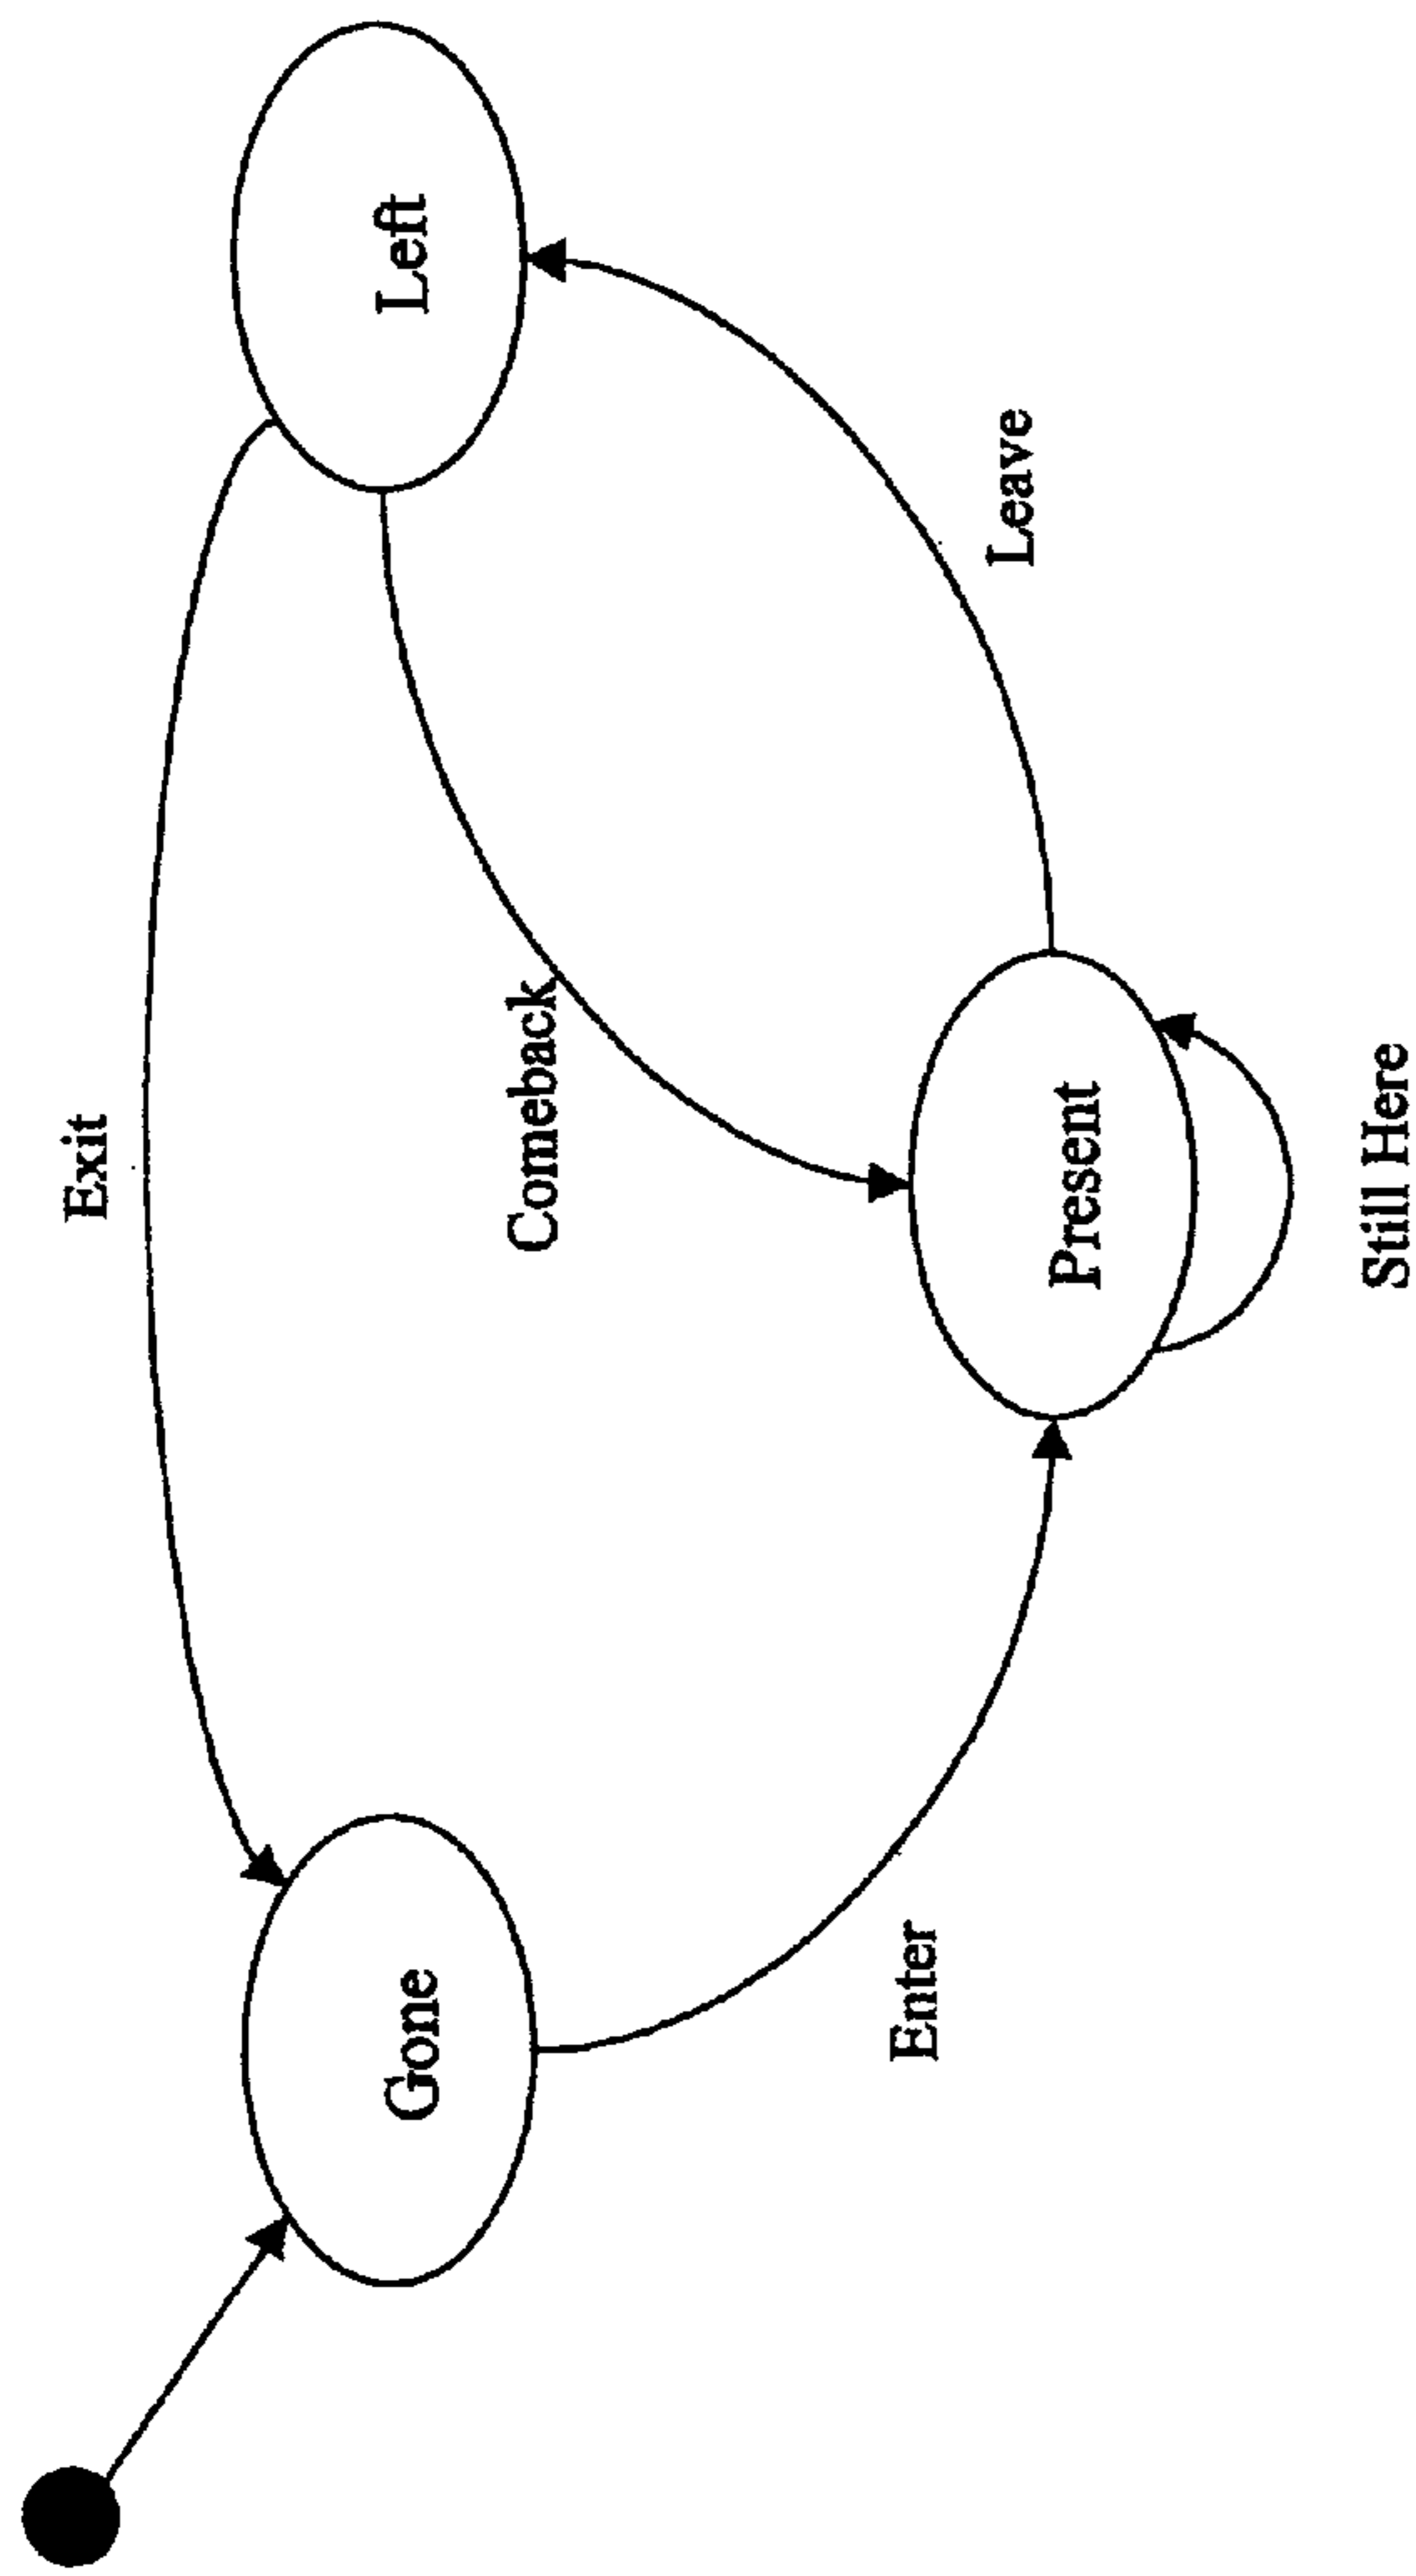 Exit
Left
Gone
Comeback
Leave
Enter
Present
Still Here